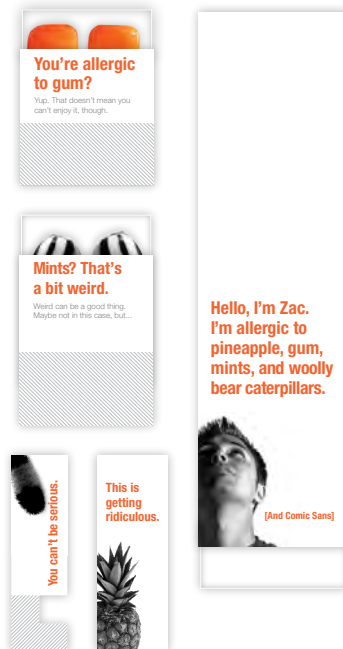 You're allergic
to gum?
Yup. That doesn't mean you
can't enjoy it, though.
Mints? That's
a bit weird.
Weird can be a good thing.
Maybe not in this case, but...
You can't be serious.
This is
getting
ridiculous.
Hello, I'm Zac.
I'm allergic to
pineapple, gum,
mints, and woolly
bear caterpillars.
[And Comic Sans]